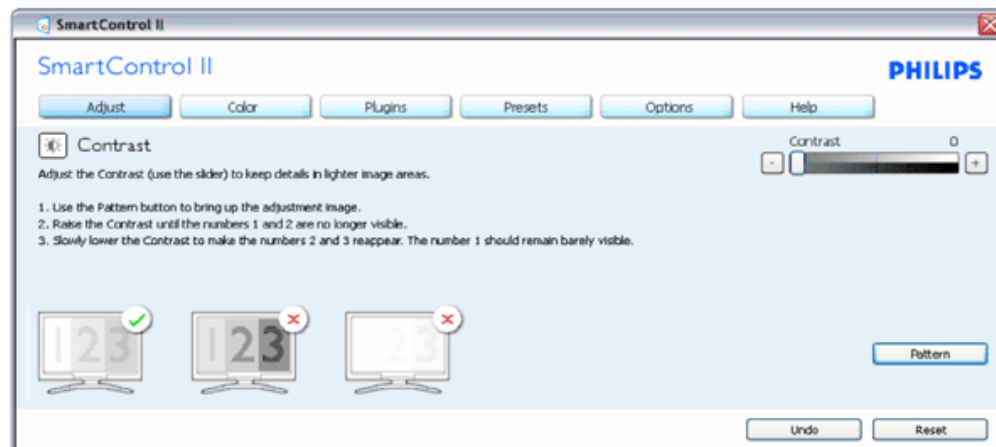 SmartControl II
SmartControl II
PHILIPS
Adjust Color Plugins Presets Options Help
Contrast
Contrast 0
- +
Adjust the Contrast (use the slider) to keep details in lighter image areas.
1. Use the Pattern button to bring up the adjustment image.
2. Raise the Contrast until the numbers 1 and 2 are no longer visible.
3. Slowly lower the Contrast to make the numbers 2 and 3 reappear. The number 1 should remain barely visible.
123 123 23
Pattern
Undo Reset